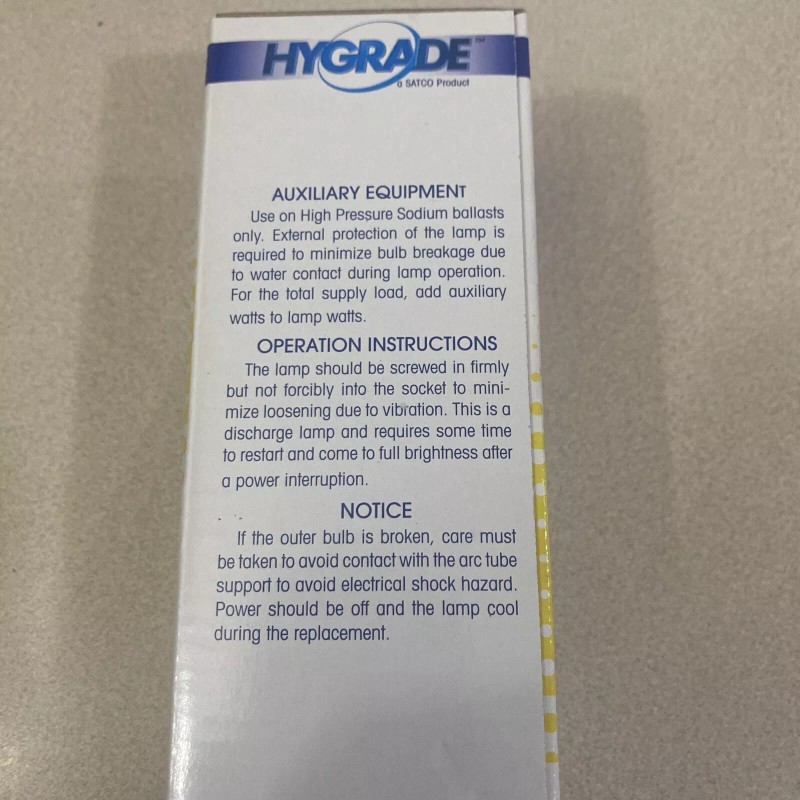 HYGRADE™
a SATCO Product
AUXILIARY EQUIPMENT
Use on High Pressure Sodium ballasts
only. External protection of the lamp is
required to minimize bulb breakage due
to water contact during lamp operation.
For the total supply load, add auxiliary
watts to lamp watts.
OPERATION INSTRUCTIONS
The lamp should be screwed in firmly
but not forcibly into the socket to mini-
mize loosening due to vibration. This is a
discharge lamp and requires some time
to restart and come to full brightness after
a power interruption.
NOTICE
If the outer bulb is broken, care must
be taken to avoid contact with the arc tube
support to avoid electrical shock hazard.
Power should be off and the lamp cool
during the replacement.